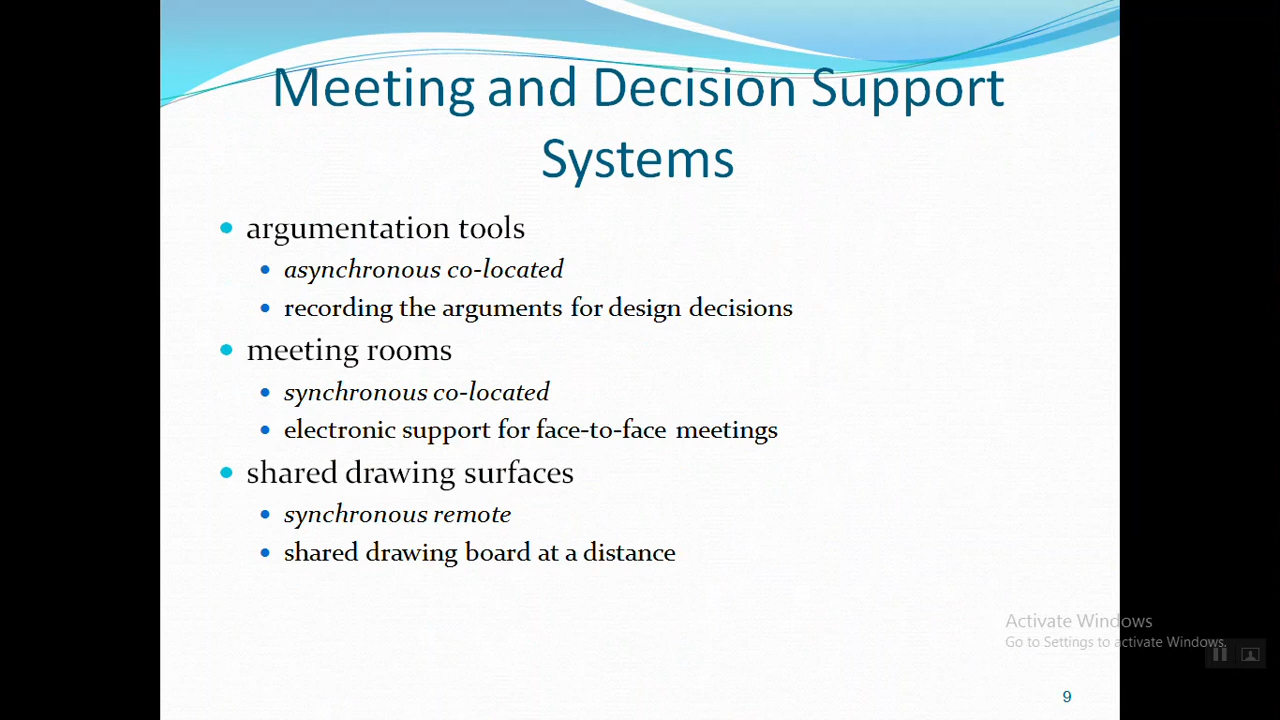 Meeting and Decision Support
Systems
argumentation tools
asynchronous co-located
recording the arguments for design decisions
meeting rooms
synchronous co-located
electronic support for face-to-face meetings
shared drawing surfaces
synchronous remote
shared drawing board at a distance
Activate Windows
Go to Settings to activate Windows.
9